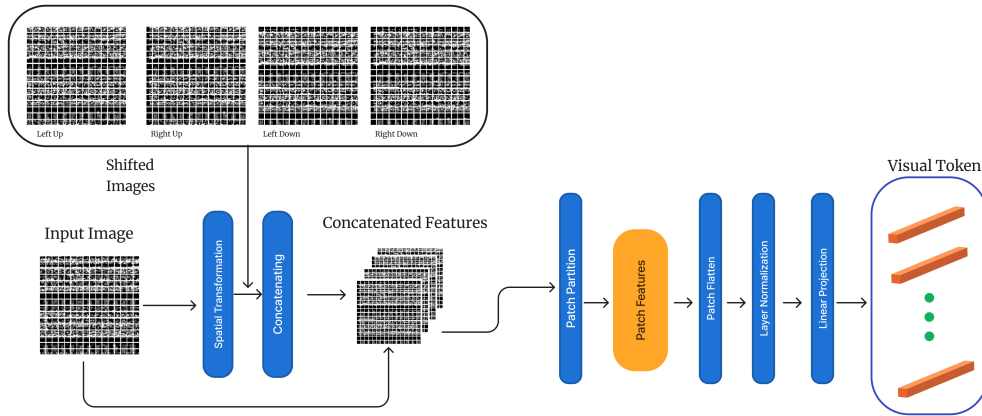 Left Up
Right Up
Left Down
Right Down
Shifted
Images
Input Image
Spatial Transformation
Concatenating
Concatenated Features
Patch Partition
Patch Features
Patch Flatten
Layer Normalization
Linear Projection
Visual Token